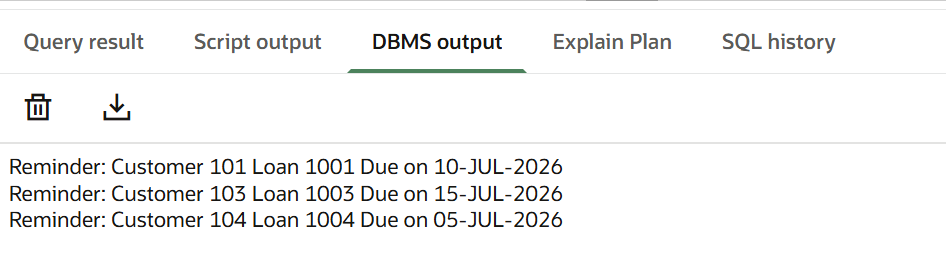 Query result Script output DBMS output Explain Plan SQL history
Reminder: Customer 101 Loan 1001 Due on 10-JUL-2026
Reminder: Customer 103 Loan 1003 Due on 15-JUL-2026
Reminder: Customer 104 Loan 1004 Due on 05-JUL-2026